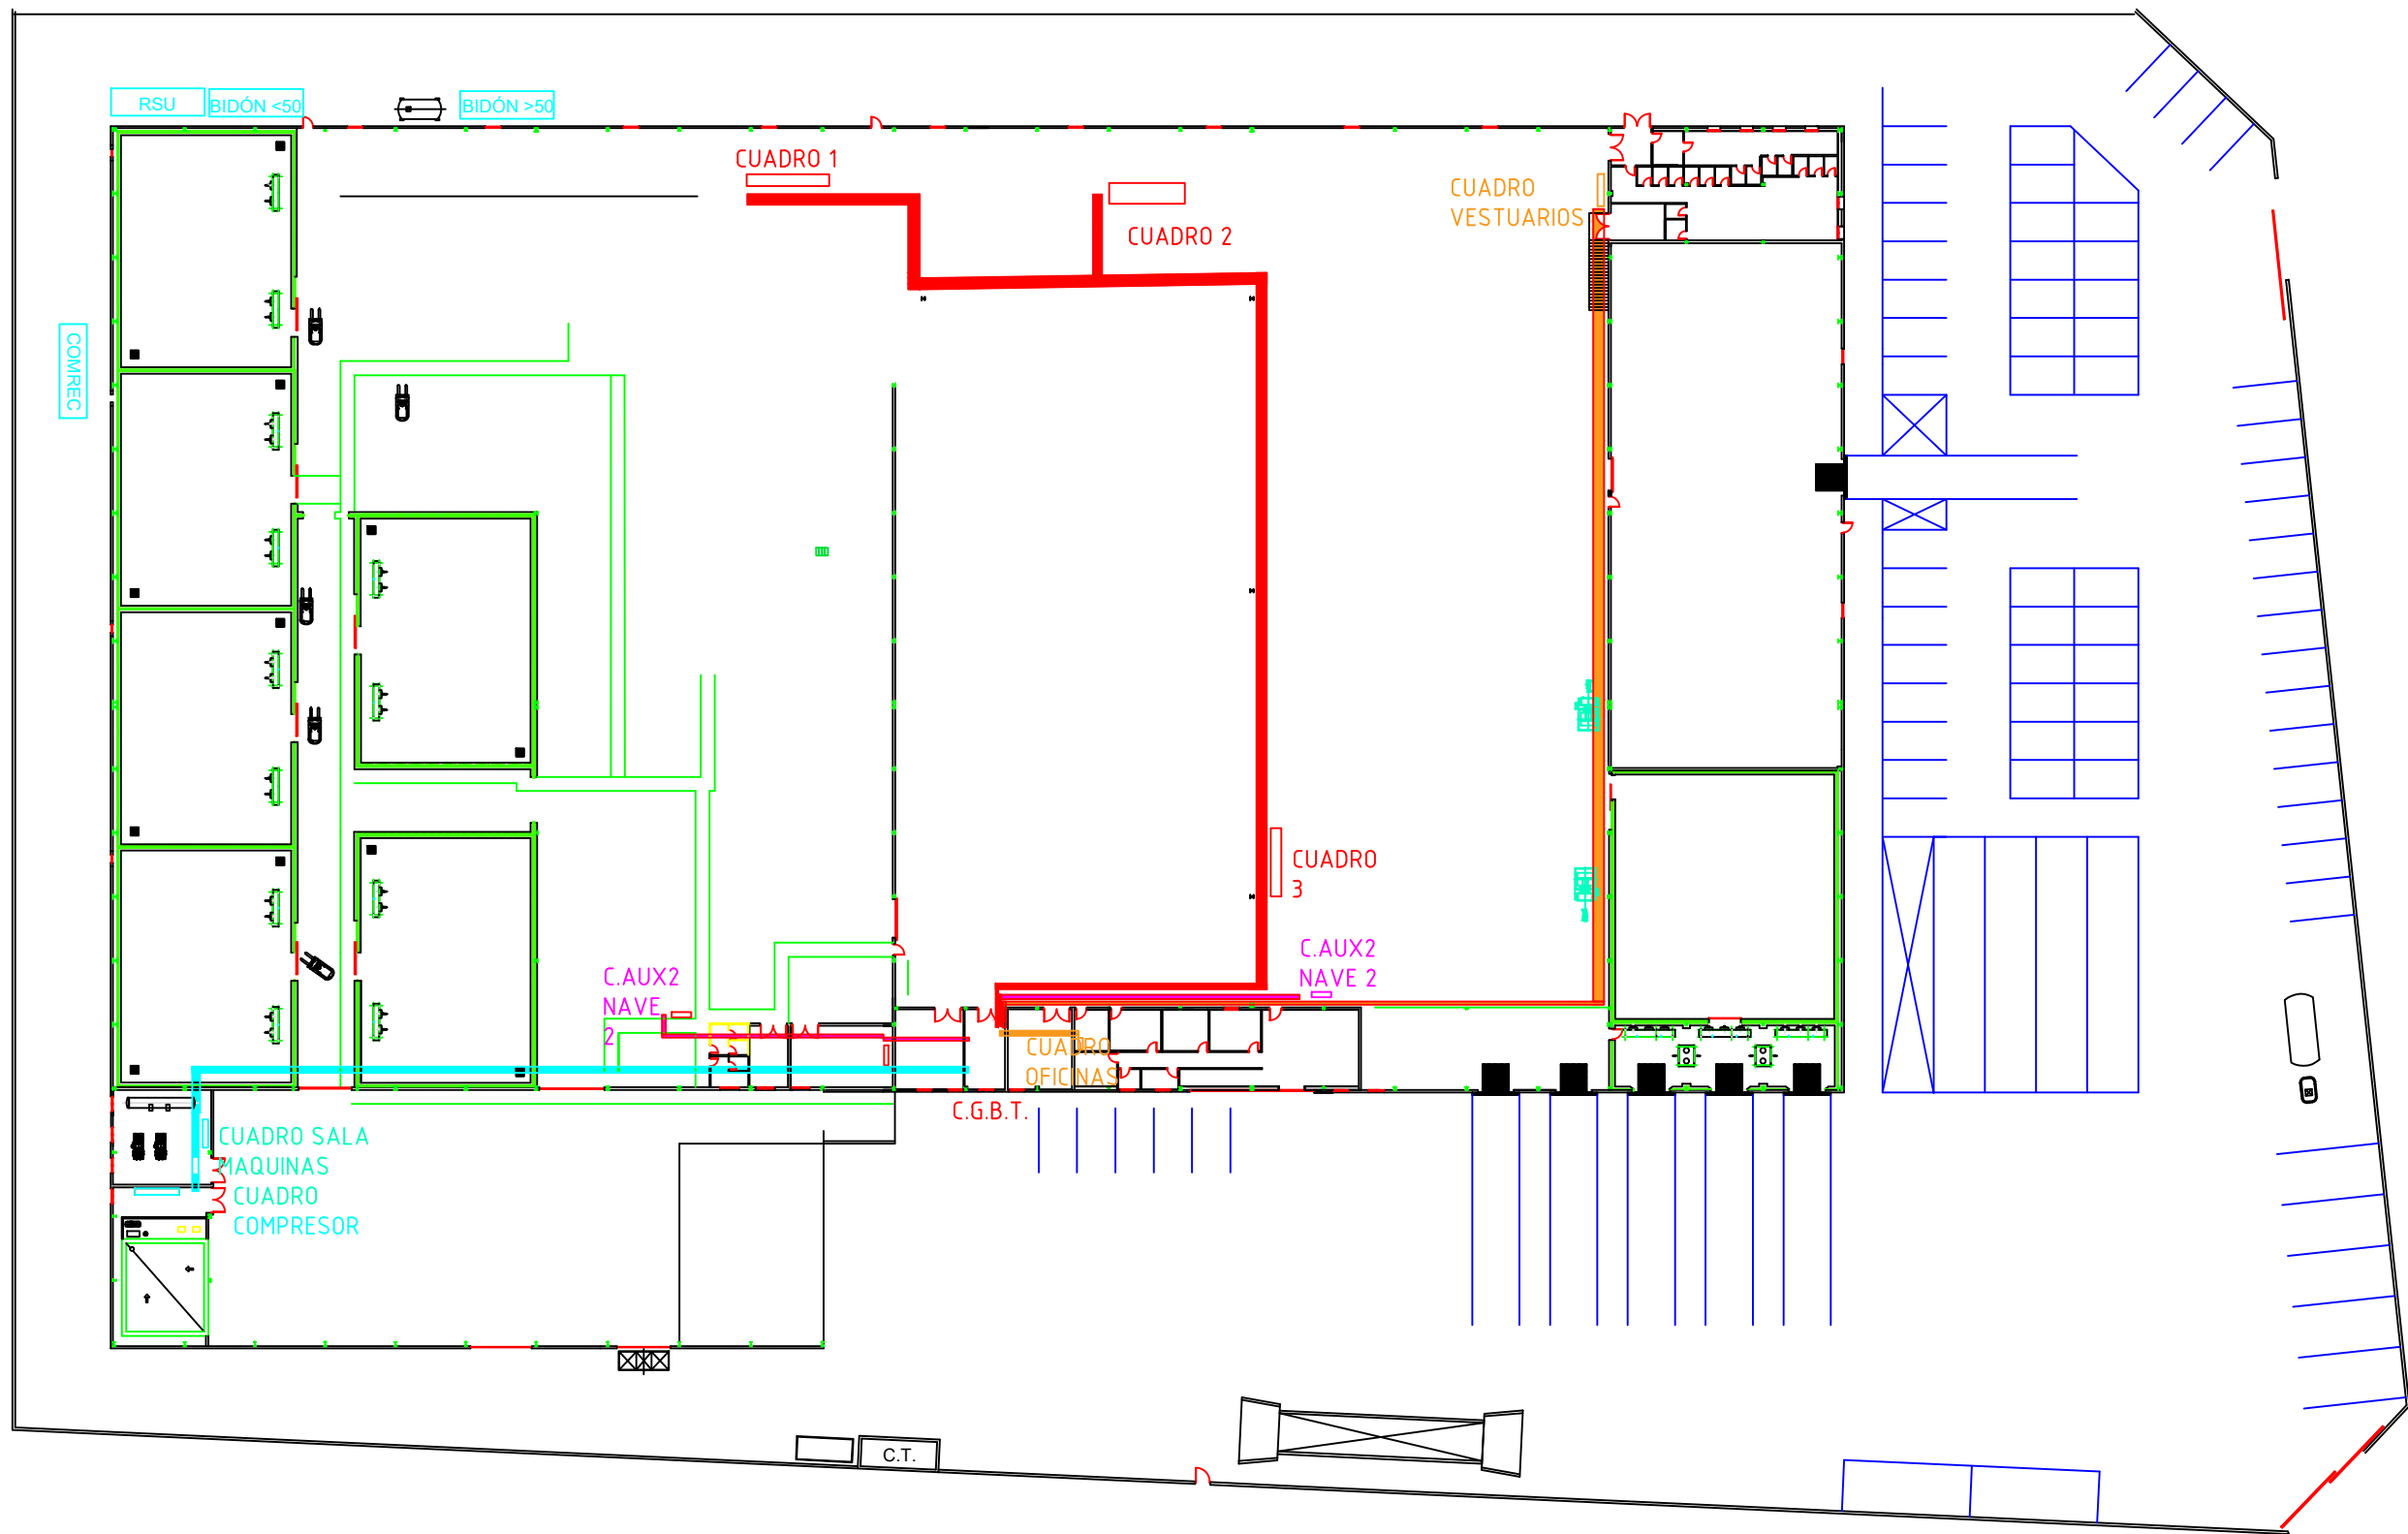 RSU
BIDÓN <50
BIDÓN >50
CUADRO 1
CUADRO
VESTUARIOS
CUADRO 2
COMREC
CUADRO
3
C.AUX2
NAVE 2
C.AUX2
NAVE
2
CUADRO
OFICINAS
C.G.B.T.
CUADRO SALA
MAQUINAS
CUADRO
COMPRESOR
C.T.